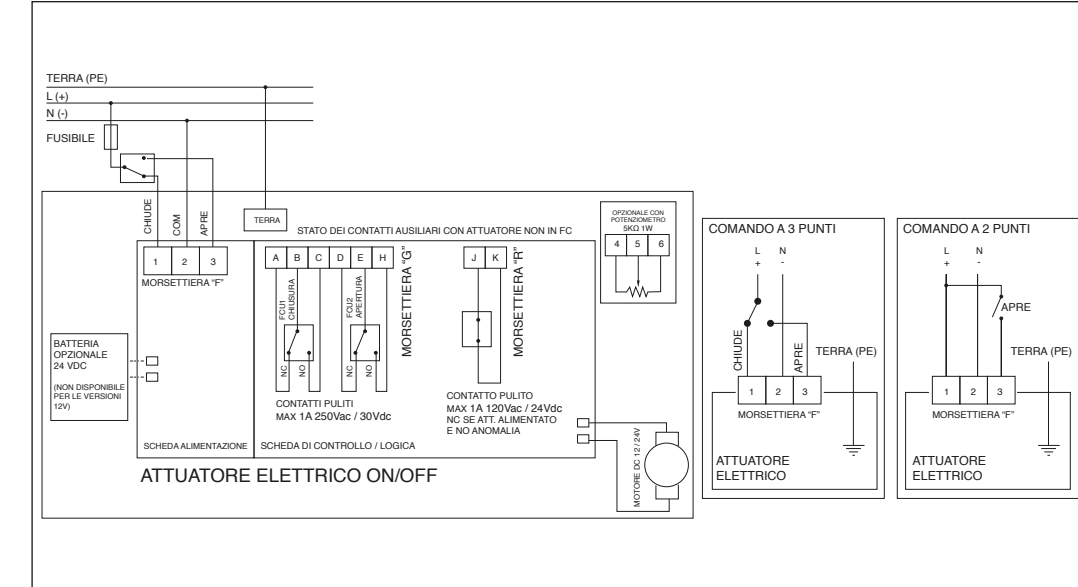 TERRA (PE)
L (+)
N (-)
FUSIBILE
CHIUDE
COM
APRE
TERRA
STATO DEI CONTATTI AUSILIARI CON ATTUATORE NON IN FC
1 2 3
MORSETTIERA "F"
A B C D E H
MORSETTIERA "G"
FCU1
CHIUSURA
FCU2
APERTURA
NC
NO
NC
NO
CONTATTI PULITI
MAX 1A 250Vac / 30Vdc
J K
MORSETTIERA "R"
CONTATTO PULITO
MAX 1A 120Vac / 24Vdc
NC SE ATT. ALIMENTATO
E NO ANOMALIA
OPZIONALE CON
POTENZIOMETRO
5KΩ 1W
4 5 6
BATTERIA
OPZIONALE
24 VDC
(NON DISPONIBILE
PER LE VERSIONI
12V)
SCHEDA ALIMENTAZIONE
SCHEDA DI CONTROLLO / LOGICA
MOTORE DC 12 / 24V
ATTUATORE ELETTRICO ON/OFF
COMANDO A 3 PUNTI
L N
+ -
CHIUDE
APRE
TERRA (PE)
1 2 3
MORSETTIERA "F"
ATTUATORE
ELETTRICO
COMANDO A 2 PUNTI
L N
+ -
APRE
TERRA (PE)
1 2 3
MORSETTIERA "F"
ATTUATORE
ELETTRICO